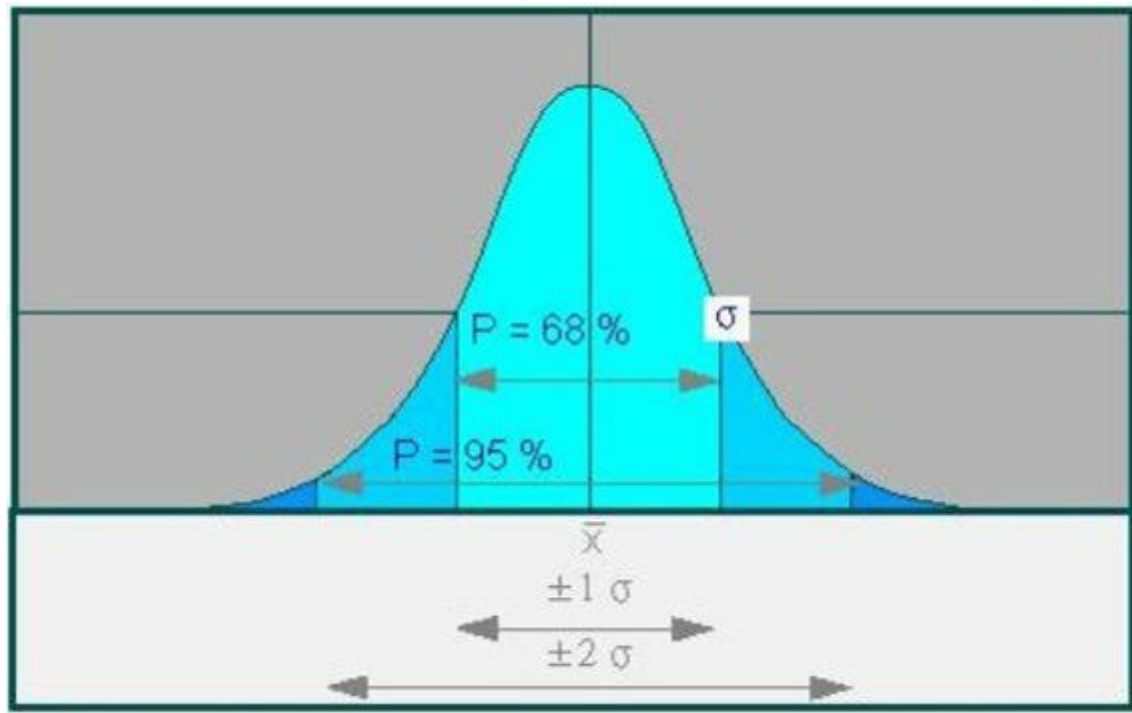 σ
P = 68 %
P = 95 %
x̄
±1 σ
±2 σ